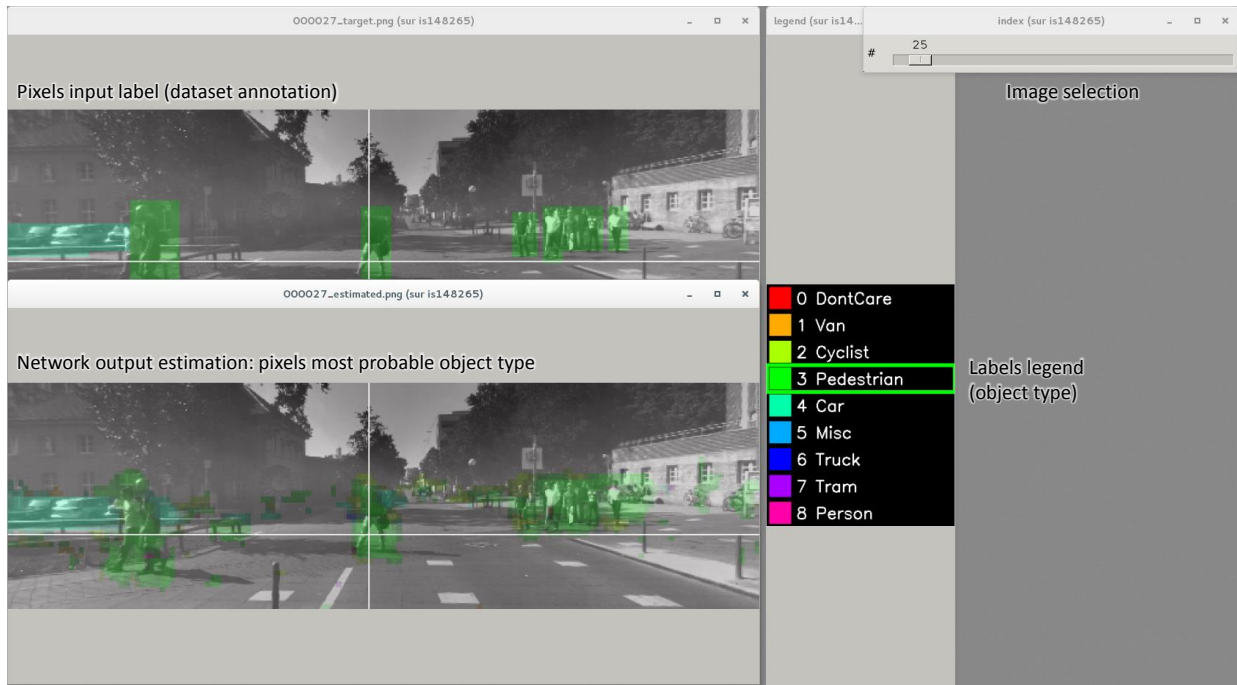 000027_target.png (sur is148265)
legend (sur is14...
index (sur is148265)
#
25
Pixels input label (dataset annotation)
Image selection
000027_estimated.png (sur is148265)
Network output estimation: pixels most probable object type
0 DontCare
1 Van
2 Cyclist
3 Pedestrian
4 Car
5 Misc
6 Truck
7 Tram
8 Person
Labels legend
(object type)